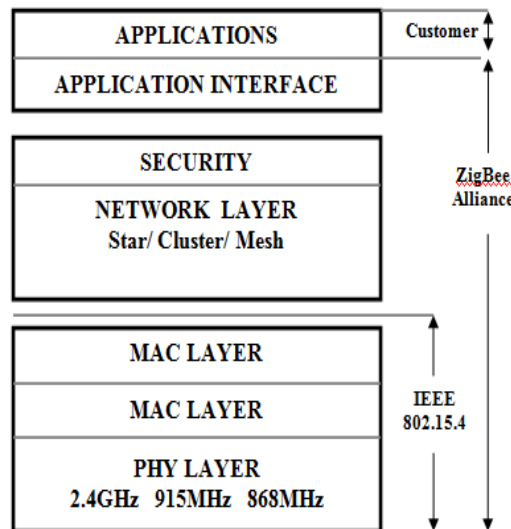 APPLICATIONS
Customer
APPLICATION INTERFACE
SECURITY
ZigBee
Alliance
NETWORK LAYER
Star/ Cluster/ Mesh
MAC LAYER
IEEE
802.15.4
MAC LAYER
PHY LAYER
2.4GHz 915MHz 868MHz